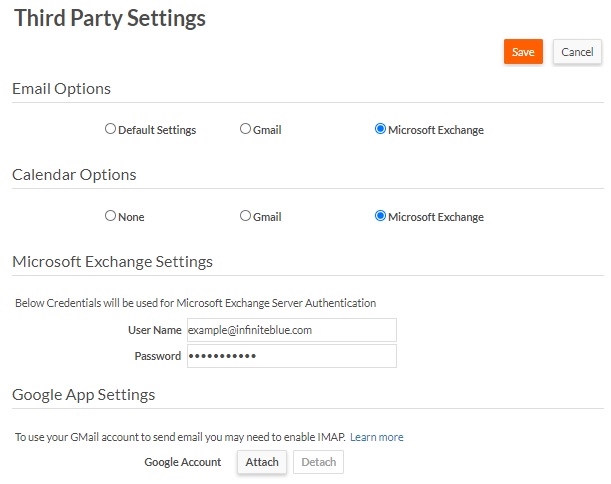 Third Party Settings
Save Cancel
Email Options
Default Settings Gmail Microsoft Exchange
Calendar Options
None Gmail Microsoft Exchange
Microsoft Exchange Settings
Below Credentials will be used for Microsoft Exchange Server Authentication
User Name example@infiniteblue.com
Password •••••••••••
Google App Settings
To use your GMail account to send email you may need to enable IMAP. Learn more
Google Account Attach Detach